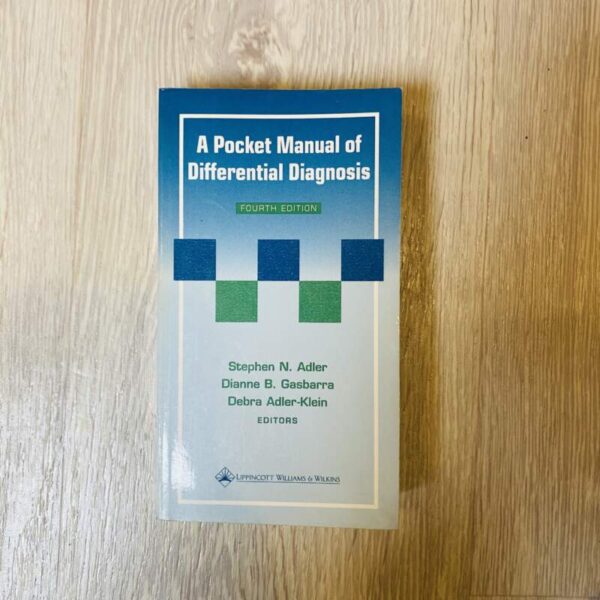 A Pocket Manual of
Differential Diagnosis
FOURTH EDITION
Stephen N. Adler
Dianne B. Gasbarra
Debra Adler-Klein
EDITORS
LIPPINCOTT WILLIAMS & WILKINS